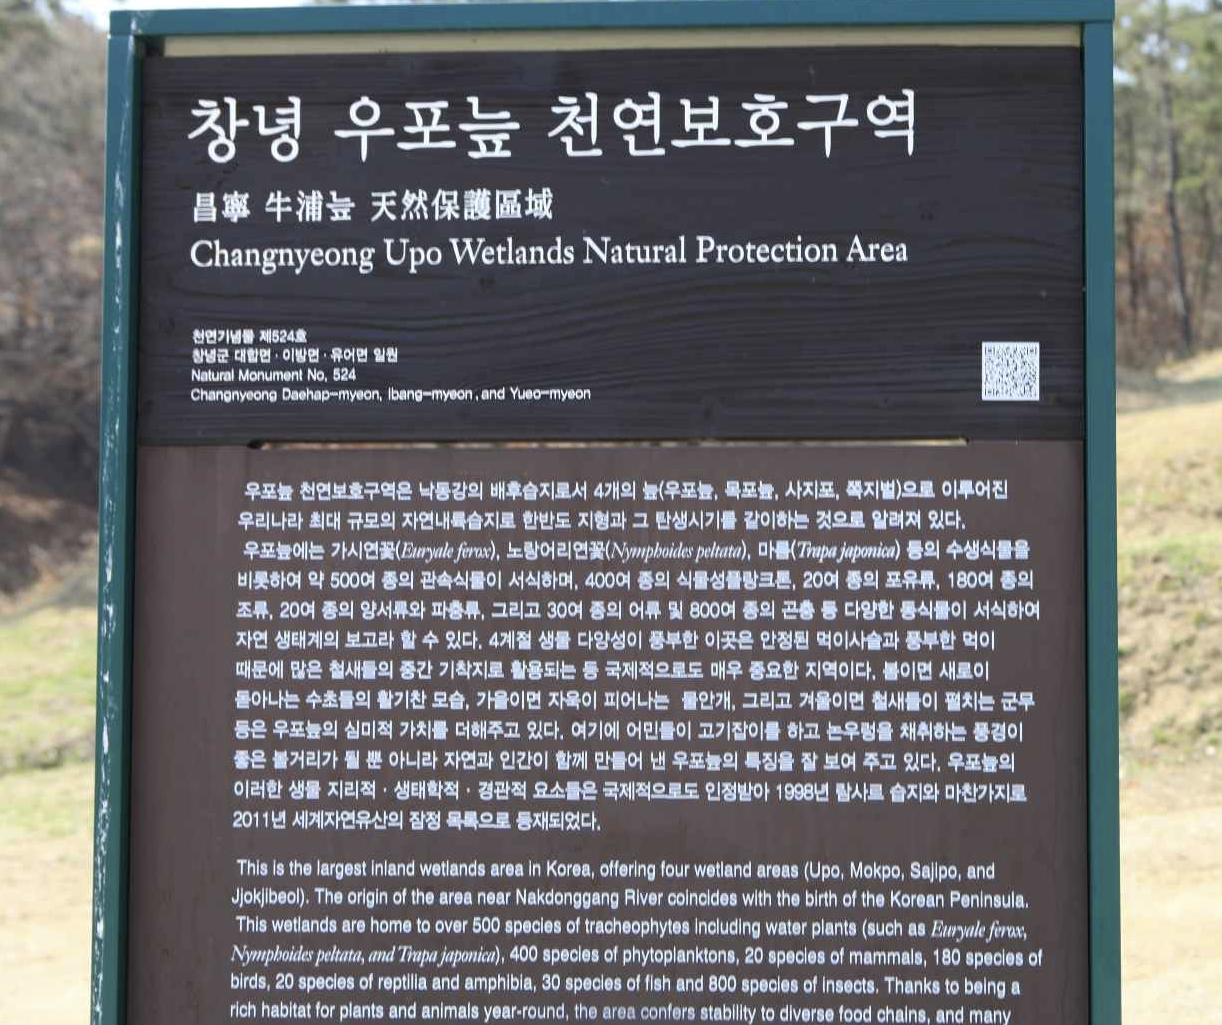 창녕 우포늪 천연보호구역
昌寧 牛浦늪 天然保護區域
Changnyeong Upo Wetlands Natural Protection Area
천연기념물 제524호
창녕군 대합면 · 이방면 · 유어면 일원
Natural Monument No, 524
Changnyeong Daehap-myeon, Ibang-myeon, and Yueo-myeon
우포늪 천연보호구역은 낙동강의 배후습지로서 4개의 늪(우포늪, 목포늪, 사지포, 쪽지벌)으로 이루어진
우리나라 최대 규모의 자연내륙습지로 한반도 지형과 그 탄생시기를 같이하는 것으로 알려져 있다.
우포늪에는 가시연꽃(Euryale ferox), 노랑어리연꽃(Nymphoides peltata), 마름(Trapa japonica) 등의 수생식물을
비롯하여 약 500여 종의 관속식물이 서식하며, 400여 종의 식물성플랑크톤, 20여 종의 포유류, 180여 종의
조류, 20여 종의 양서류와 파충류, 그리고 30여 종의 어류 및 800여 종의 곤충 등 다양한 동식물이 서식하여
자연 생태계의 보고라 할 수 있다. 4계절 생물 다양성이 풍부한 이곳은 안정된 먹이사슬과 풍부한 먹이
때문에 많은 철새들의 중간 기착지로 활용되는 등 국제적으로도 매우 중요한 지역이다. 봄이면 새로이
돋아나는 수초들의 활기찬 모습, 가을이면 자욱이 피어나는 물안개, 그리고 겨울이면 철새들이 펼치는 군무
등은 우포늪의 심미적 가치를 더해주고 있다. 여기에 어민들이 고기잡이를 하고 논우렁을 채취하는 풍경이
좋은 볼거리가 될 뿐 아니라 자연과 인간이 함께 만들어 낸 우포늪의 특징을 잘 보여 주고 있다. 우포늪의
이러한 생물 지리적 · 생태학적 · 경관적 요소들은 국제적으로도 인정받아 1998년 람사르 습지와 마찬가지로
2011년 세계자연유산의 잠정 목록으로 등재되었다.
This is the largest inland wetlands area in Korea, offering four wetland areas (Upo, Mokpo, Sajipo, and
Jjokjibeol). The origin of the area near Nakdonggang River coincides with the birth of the Korean Peninsula.
This wetlands are home to over 500 species of tracheophytes including water plants (such as Euryale ferox,
Nymphoides peltata, and Trapa japonica), 400 species of phytoplanktons, 20 species of mammals, 180 species of
birds, 20 species of reptilia and amphibia, 30 species of fish and 800 species of insects. Thanks to being a
rich habitat for plants and animals year-round, the area confers stability to diverse food chains, and many